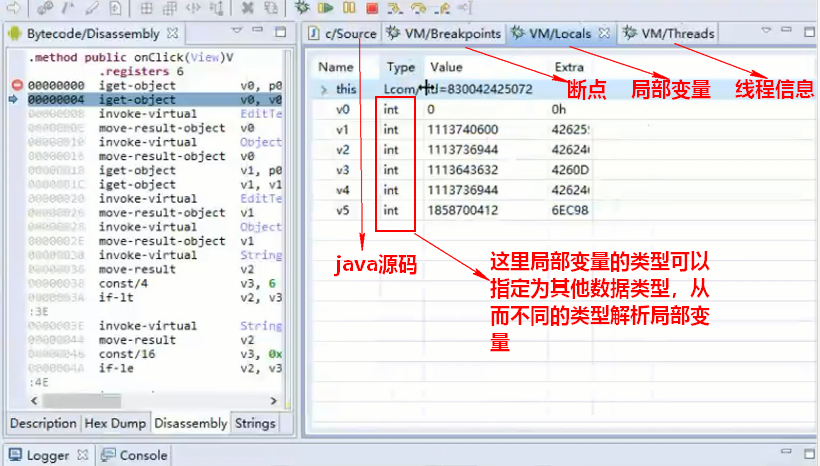 Bytecode/Disassembly
c/Source
VM/Breakpoints
VM/Locals
VM/Threads
.method public onClick(View)V
.registers 6
00000000 iget-object v0, p0
00000004 iget-object v0, v0
00000008 invoke-virtual EditTe
0000000E move-result-object v0
00000010 invoke-virtual Object
00000016 move-result-object v0
00000018 iget-object v1, p0
0000001C iget-object v1, v1
00000020 invoke-virtual EditTe
00000026 move-result-object v1
00000028 invoke-virtual Object
0000002E move-result-object v1
00000030 invoke-virtual String
00000036 move-result v2
00000038 const/4 v3, 6
0000003A if-lt v2, v3
:3E
0000003E invoke-virtual String
00000044 move-result v2
00000046 const/16 v3, 0x
0000004A if-le v2, v3
:4E
Name Type Value Extra
this Lcom/ d=830042425072
v0 int 0 0h
v1 int 1113740600 42625
v2 int 1113736944 42624
v3 int 1113643632 4260D
v4 int 1113736944 42624
v5 int 1858700412 6EC98
断点
局部变量
线程信息
java源码
这里局部变量的类型可以
指定为其他数据类型，从
而不同的类型解析局部变
量
Description
Hex Dump
Disassembly
Strings
Logger
Console